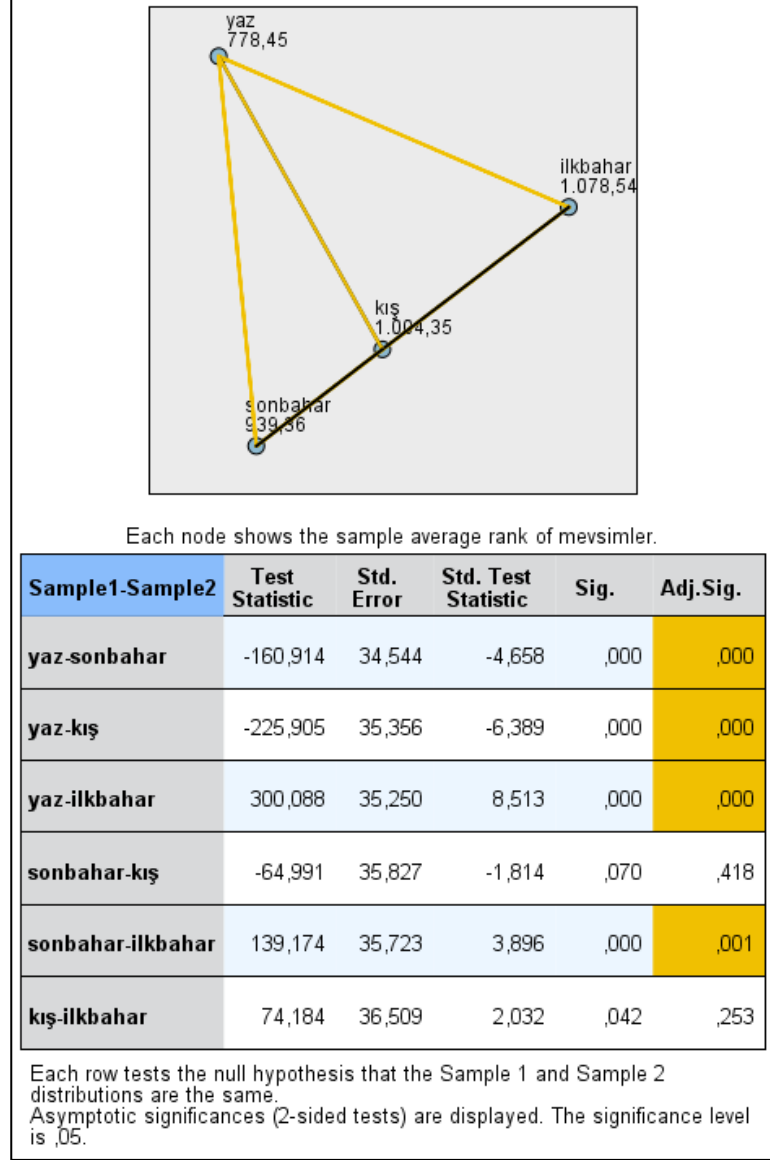 yaz
778,45
ilkbahar
1.078,54
kış
1.004,35
sonbahar
939,36
Each node shows the sample average rank of mevsimler.
Sample1-Sample2 Test Statistic Std. Error Std. Test Statistic Sig. Adj.Sig.
yaz-sonbahar -160,914 34,544 -4,658 ,000 ,000
yaz-kış -225,905 35,356 -6,389 ,000 ,000
yaz-ilkbahar 300,088 35,250 8,513 ,000 ,000
sonbahar-kış -64,991 35,827 -1,814 ,070 ,418
sonbahar-ilkbahar 139,174 35,723 3,896 ,000 ,001
kış-ilkbahar 74,184 36,509 2,032 ,042 ,253
Each row tests the null hypothesis that the Sample 1 and Sample 2
distributions are the same.
Asymptotic significances (2-sided tests) are displayed. The significance level
is ,05.